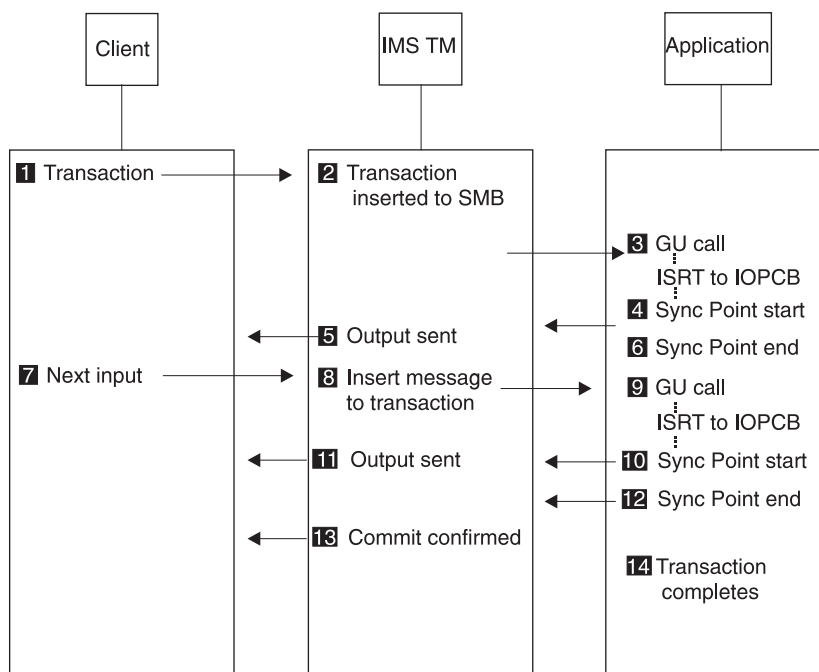 Client
IMS TM
Application
1 Transaction
2 Transaction
inserted to SMB
3 GU call
ISRT to IOPCB
4 Sync Point start
5 Output sent
6 Sync Point end
7 Next input
8 Insert message
to transaction
9 GU call
ISRT to IOPCB
10 Sync Point start
11 Output sent
12 Sync Point end
13 Commit confirmed
14 Transaction
completes